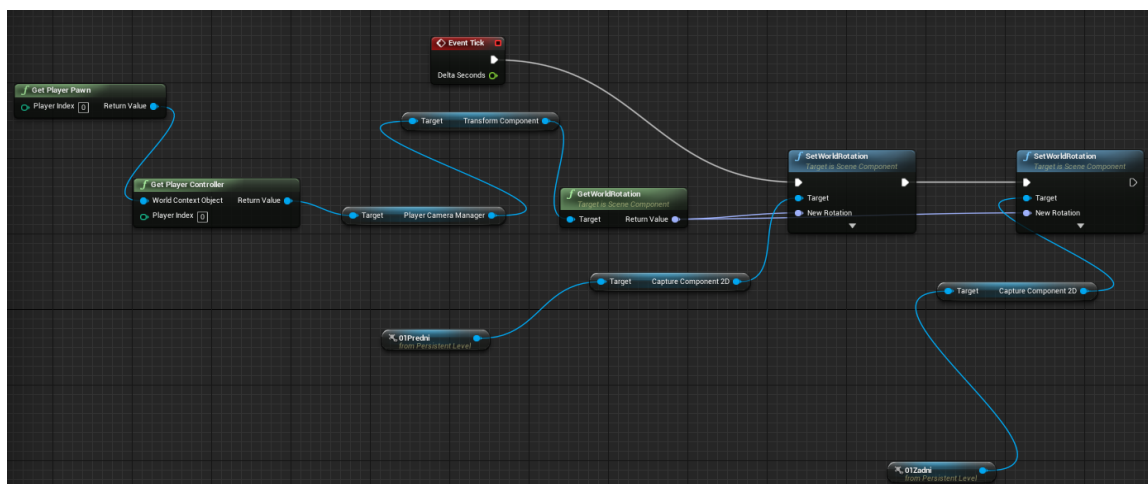 Event Tick
Delta Seconds
Get Player Pawn
Player Index 0 Return Value
Target Transform Component
Get Player Controller
World Context Object Return Value
Player Index 0
Target Player Camera Manager
GetWorldRotation
Target is Scene Component
Target Return Value
SetWorldRotation
Target is Scene Component
Target
New Rotation
SetWorldRotation
Target is Scene Component
Target
New Rotation
Target Capture Component 2D
Target Capture Component 2D
01Predni
from Persistent Level
01Zadni
from Persistent Level